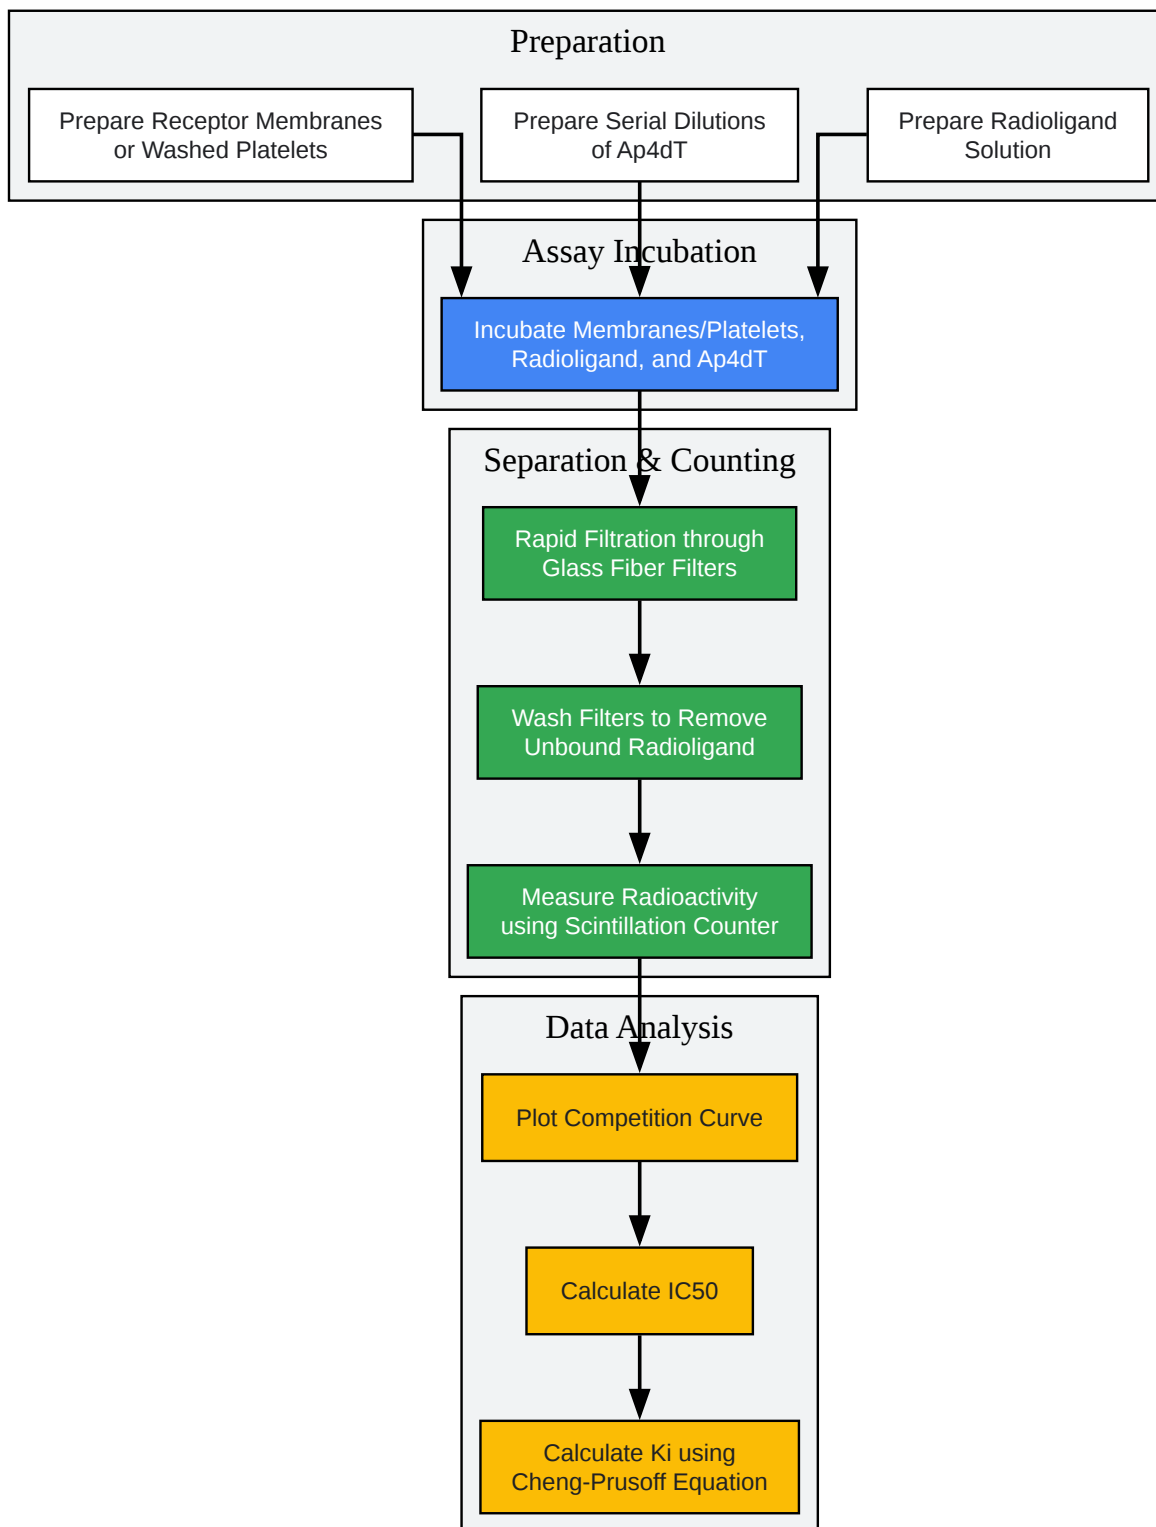 Preparation
Prepare Receptor Membranes
or Washed Platelets
Prepare Serial Dilutions
of Ap4dT
Prepare Radioligand
Solution
Assay Incubation
Incubate Membranes/Platelets,
Radioligand, and Ap4dT
Separation & Counting
Rapid Filtration through
Glass Fiber Filters
Wash Filters to Remove
Unbound Radioligand
Measure Radioactivity
using Scintillation Counter
Data Analysis
Plot Competition Curve
Calculate IC50
Calculate Ki using
Cheng-Prusoff Equation